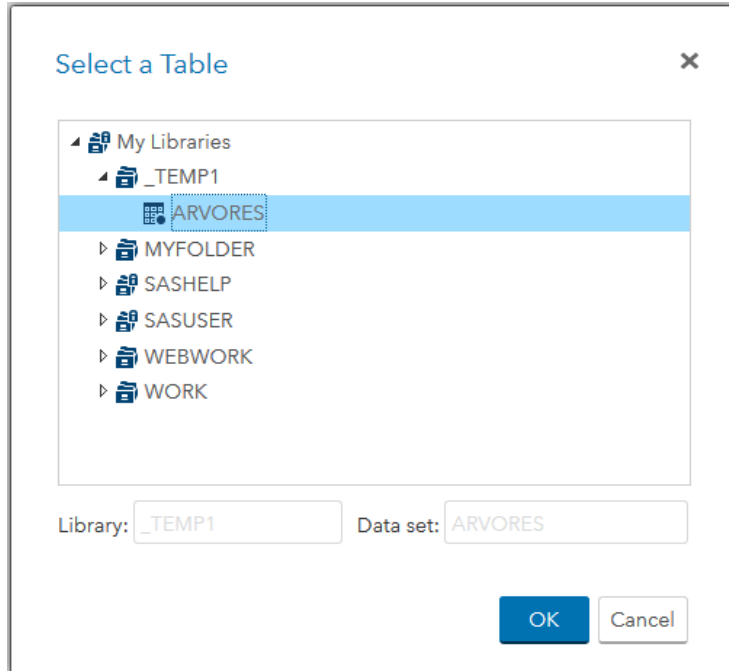 Select a Table
My Libraries
_TEMP1
ARVORES
MYFOLDER
SASHELP
SASUSER
WEBWORK
WORK
Library: _TEMP1 Data set: ARVORES
OK Cancel